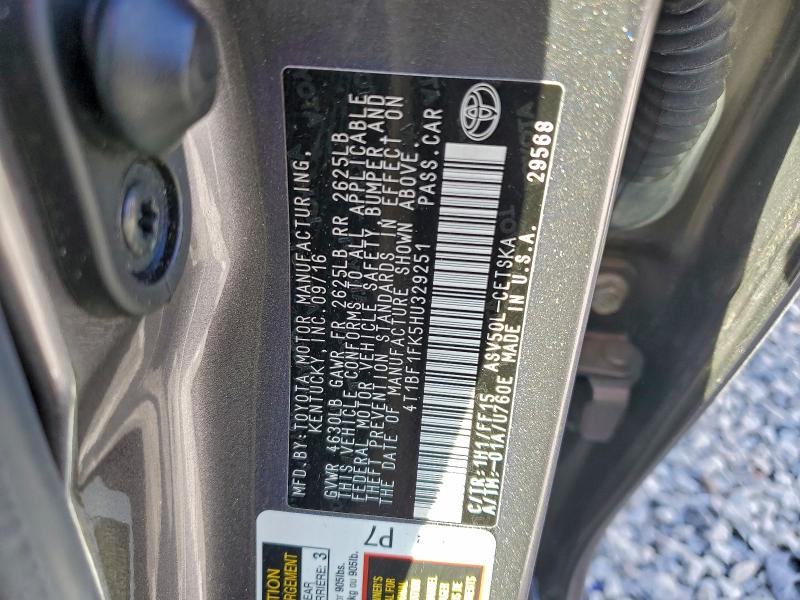 MFD.BY:TOYOTA MOTOR MANUFACTURING,
KENTUCKY, INC. 09/16
GVWR 4630LB GAWR FR 2625LB RR 2625LB
THIS VEHICLE CONFORMS TO ALL APPLICABLE
FEDERAL MOTOR VEHICLE SAFETY, BUMPER, AND
THEFT PREVENTION STANDARDS IN EFFECT ON
THE DATE OF MANUFACTURE SHOWN ABOVE.
4T1BF1FK5HU329251 PASS.CAR
C/TR:1H1/FF15 ASV50L-CETSKA
A/TM:-01A/U760E MADE IN U.S.A.
29568
P7